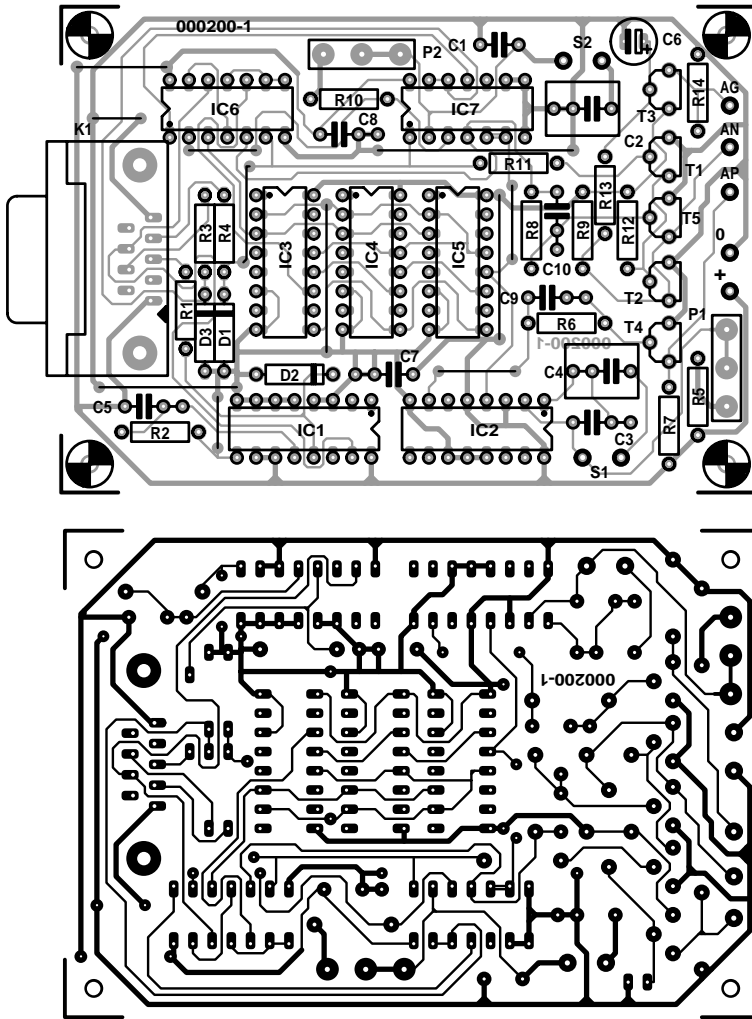 000200-1
C1
S2
C6
P2
R14
AG
R10
IC6
IC7
T3
K1
C8
C2
AN
R11
T1
AP
R13
R3
R4
IC3
IC4
IC5
R8
R9
R12
T5
0
C10
+
T2
R1
C9
P1
D3
D1
R6
T4
000200-1
D2
C7
C4
C5
R5
R2
IC1
IC2
C3
R7
S1
000200-1